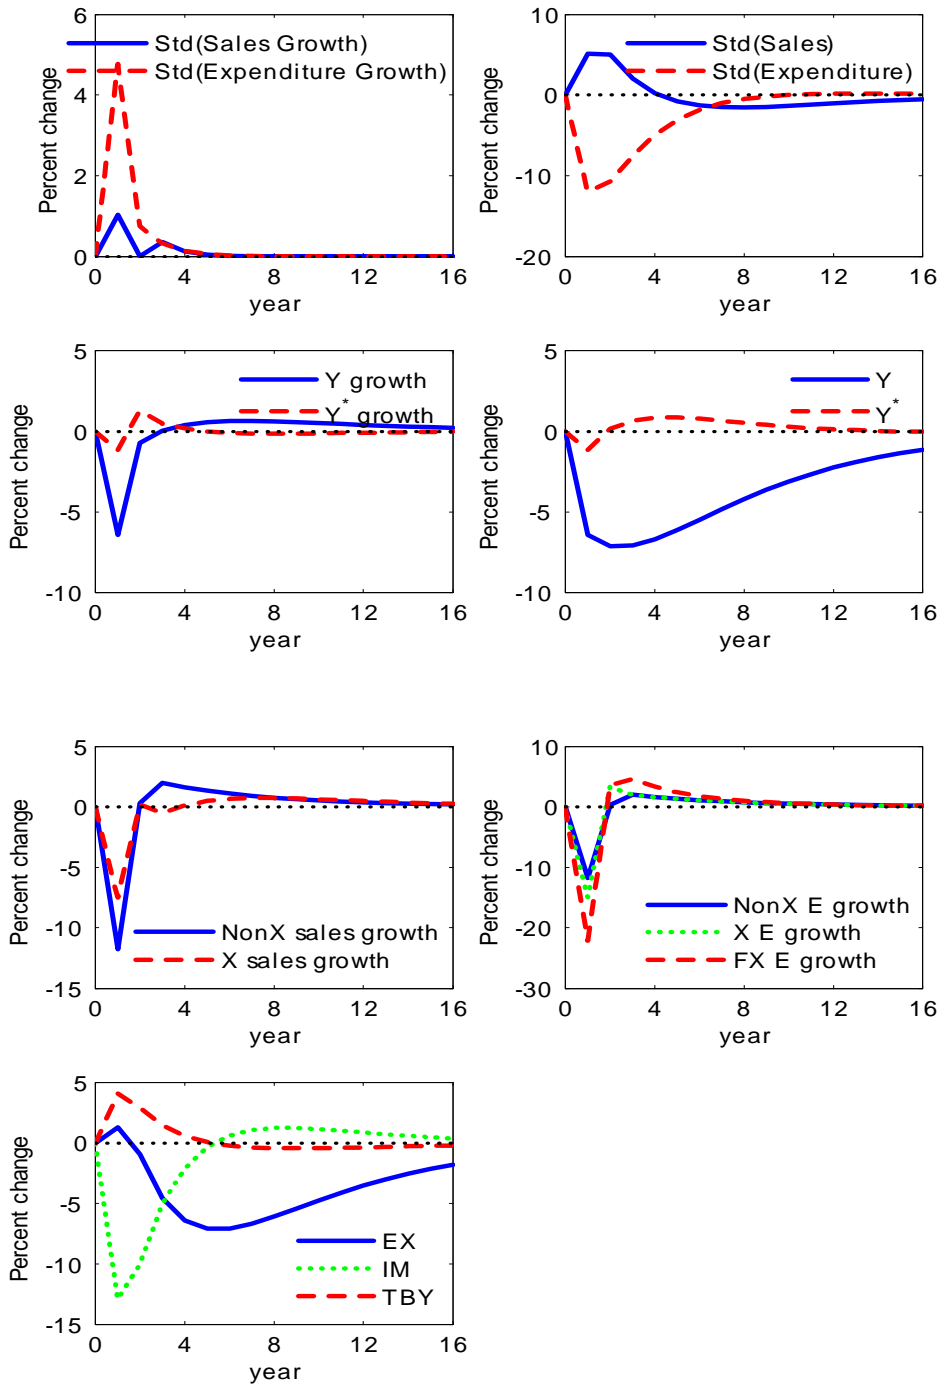 6
4
2
0
Percent change
Std(Sales Growth)
Std(Expenditure Growth)
0 4 8 12 16
year
10
0
-10
-20
Percent change
Std(Sales)
Std(Expenditure)
0 4 8 12 16
year
5
0
-5
-10
Percent change
Y growth
Y* growth
0 4 8 12 16
year
5
0
-5
-10
Percent change
Y
Y*
0 4 8 12 16
year
5
0
-5
-10
-15
Percent change
NonX sales growth
X sales growth
0 4 8 12 16
year
10
0
-10
-20
-30
Percent change
NonX E growth
X E growth
FX E growth
0 4 8 12 16
year
5
0
-5
-10
-15
Percent change
EX
IM
TBY
0 4 8 12 16
year